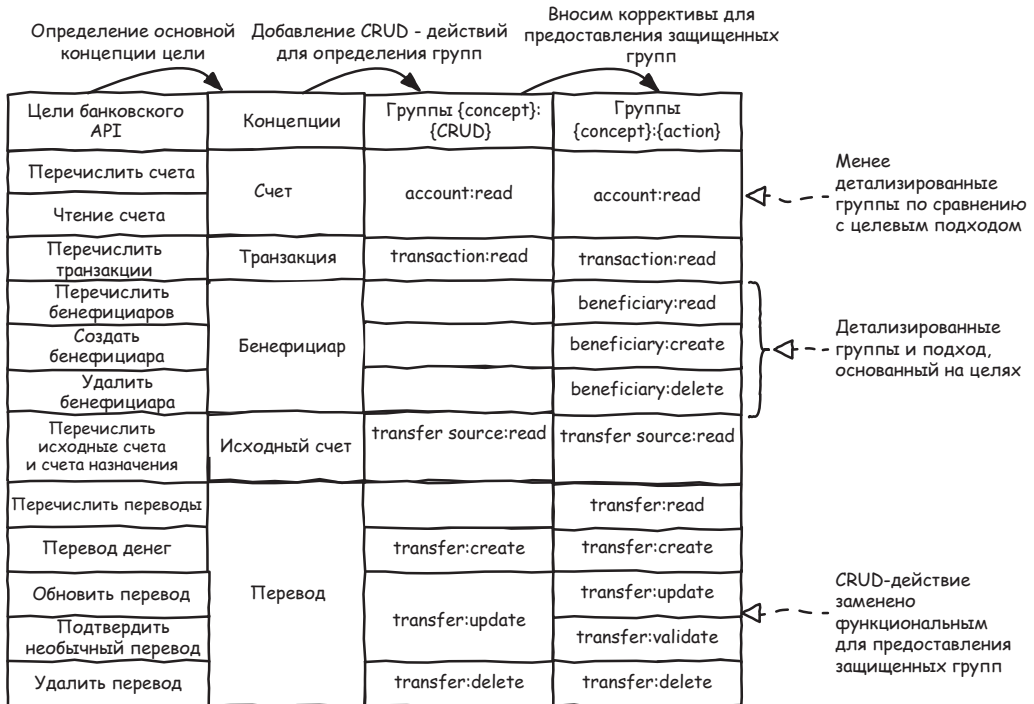 Определение основной
концепции цели
Добавление CRUD - действий
для определения групп
Вносим коррективы для
предоставления защищенных
групп
Цели банковского
API
Концепции
Группы {concept}:
{CRUD}
Группы
{concept}:{action}
Перечислить счета
Чтение счета
Счет
account:read
account:read
Менее
детализированные
группы по сравнению
с целевым подходом
Перечислить
транзакции
Транзакция
transaction:read
transaction:read
Перечислить
бенефициаров
Создать
бенефициара
Удалить
бенефициара
Бенефициар
beneficiary:read
beneficiary:create
beneficiary:delete
Детализированные
группы и подход,
основанный на целях
Перечислить
исходные счета
и счета назначения
Исходный счет
transfer source:read
transfer source:read
Перечислить переводы
transfer:read
Перевод денег
transfer:create
transfer:create
Обновить перевод
Перевод
transfer:update
transfer:update
Подтвердить
необычный перевод
transfer:validate
Удалить перевод
transfer:delete
transfer:delete
CRUD-действие
заменено
функциональным
для предоставления
защищенных групп